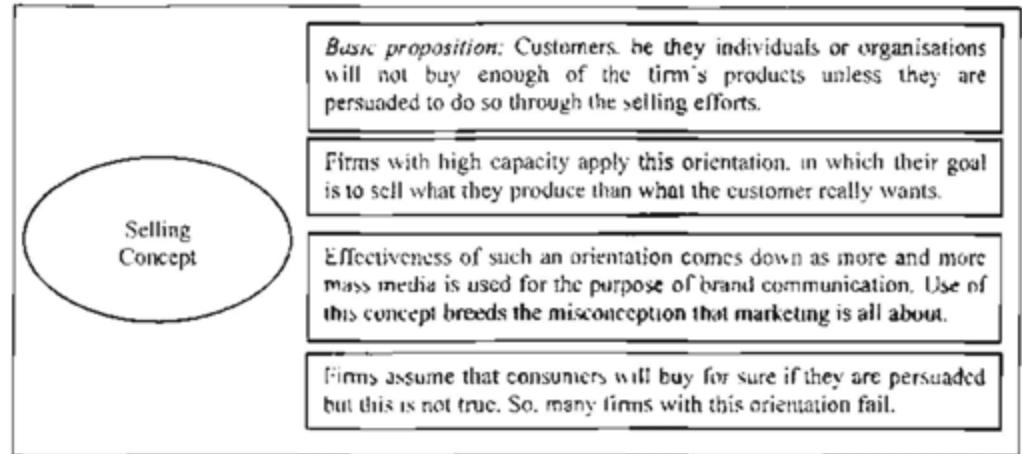 Basic proposition: Customers, be they individuals or organisations
will not buy enough of the firm's products unless they are
persuaded to do so through the selling efforts.
Firms with high capacity apply this orientation, in which their goal
is to sell what they produce than what the customer really wants.
Selling
Concept
Effectiveness of such an orientation comes down as more and more
mass media is used for the purpose of brand communication. Use of
this concept breeds the misconception that marketing is all about.
Firms assume that consumers will buy for sure if they are persuaded
but this is not true. So, many firms with this orientation fail.